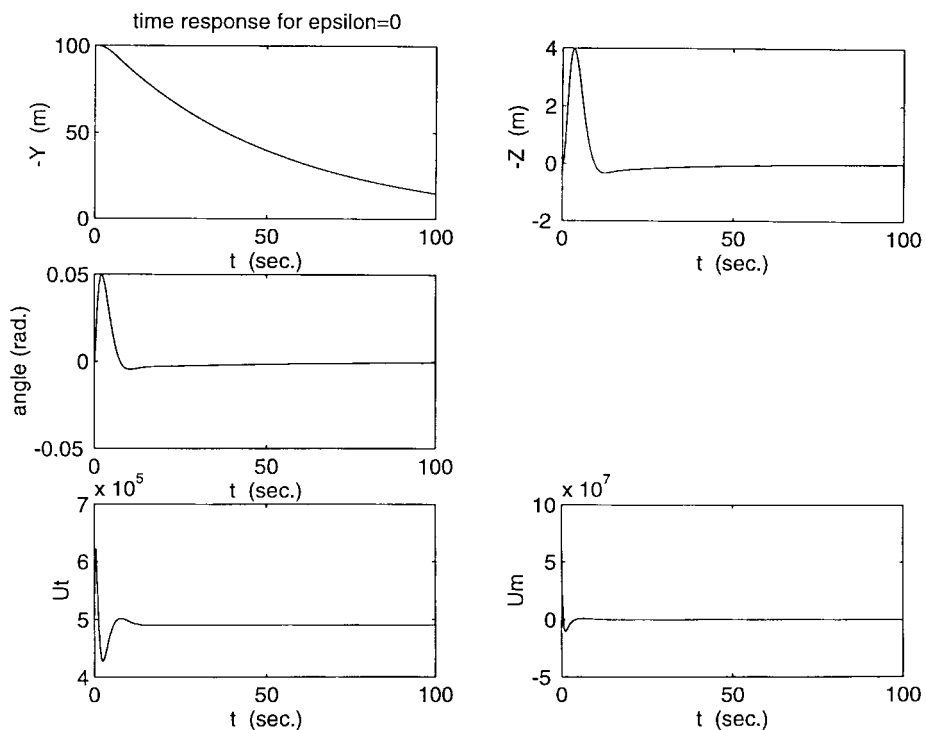 time response for epsilon=0
100
50
0
-Y (m)
0
50
100
t (sec.)
4
2
0
-2
-Z (m)
0
50
100
t (sec.)
0.05
0
-0.05
angle (rad.)
0
50
100
t (sec.)
x 10^5
7
6
5
4
Ut
0
50
100
t (sec.)
x 10^7
10
5
0
-5
Um
0
50
100
t (sec.)